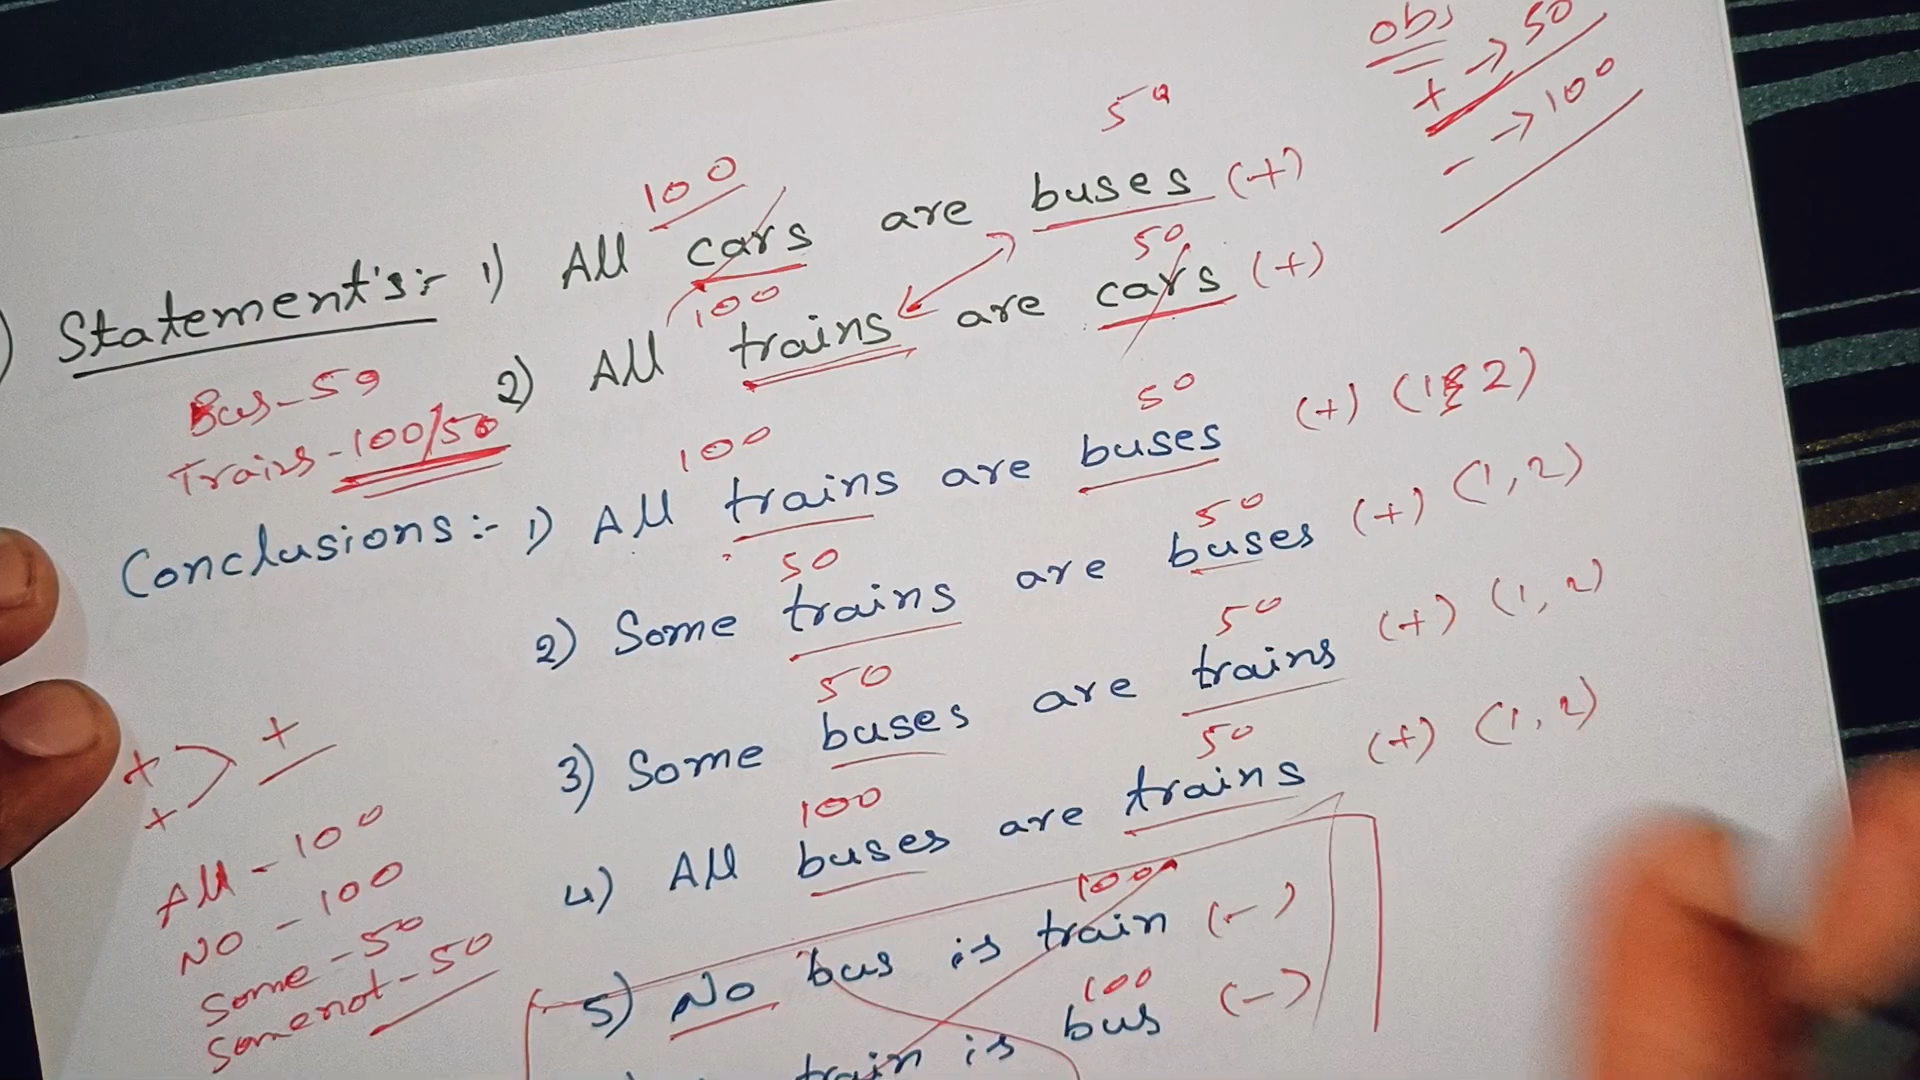 obs
+ → 50
- → 100
50
100
Statement's:- 1) All cars are buses (+)
100 50
2) All trains are cars (+)
Bus-50
Trains-100/50
100 50
Conclusions:- 1) All trains are buses (+) (1&2)
50 50
2) Some trains are buses (+) (1,2)
50 50
3) Some buses are trains (+) (1,2)
100 50
4) All buses are trains (+) (1,2)
100
5) No bus is train (-)
100
train is bus (-)
+ + > +
All - 100
NO - 100
Some - 50
Somenot - 50